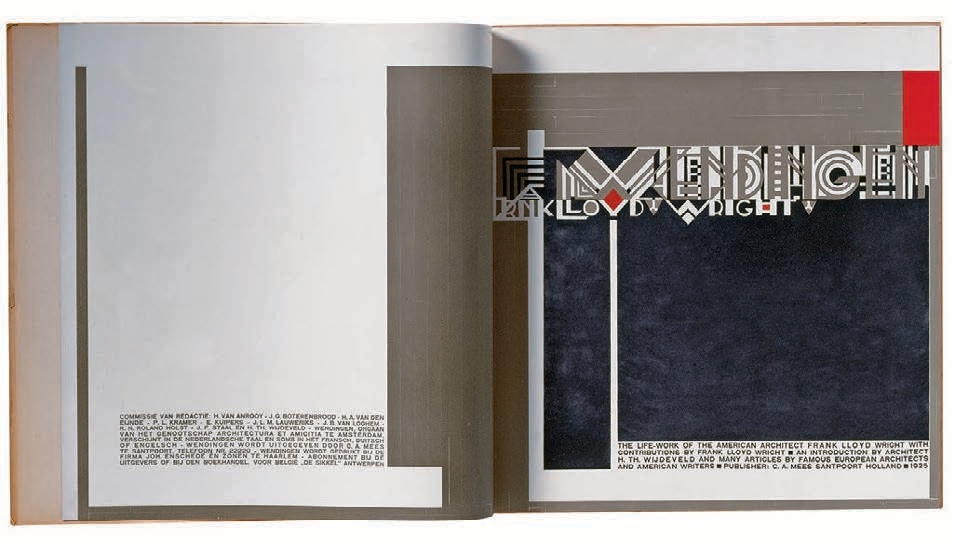 COMMISSIE VAN REDACTIE: H. VAN ANROOY - J. G. BOTERENBROOD - H. A. VAN DEN
EIJNDE - P. L. KRAMER - E. KUIPERS - J. L. M. LAUWERIKS - J. B. VAN LOGHEM -
R. N. ROLAND HOLST - J. F. STAAL EN H. TH. WIJDEVELD - WENDINGEN, ORGAAN
VAN HET GENOOTSCHAP ARCHITECTURA ET AMICITIA TE AMSTERDAM,
VERSCHIJNT IN DE NEDERLANDSCHE TAAL EN SOMS IN HET FRANSCH, DUITSCH
OF ENGELSCH - WENDINGEN WORDT UITGEGEVEN DOOR C. A. MEES
TE SANTPOORT, TELEFOON NR. 22220 - WENDINGEN WORDT GEDRUKT BIJ DE
FIRMA JOH. ENSCHEDÉ EN ZONEN TE HAARLEM - ABONNEMENT BIJ DE
UITGEVERS OF BIJ DEN BOEKHANDEL. VOOR BELGIË „DE SIKKEL” ANTWERPEN
WENDINGEN
LLOYD WRIGHT
THE LIFE-WORK OF THE AMERICAN ARCHITECT FRANK LLOYD WRIGHT WITH
CONTRIBUTIONS BY FRANK LLOYD WRIGHT ■ AN INTRODUCTION BY ARCHITECT
H. TH. WIJDEVELD AND MANY ARTICLES BY FAMOUS EUROPEAN ARCHITECTS
AND AMERICAN WRITERS ■ PUBLISHER: C. A. MEES SANTPOORT HOLLAND ■ 1925